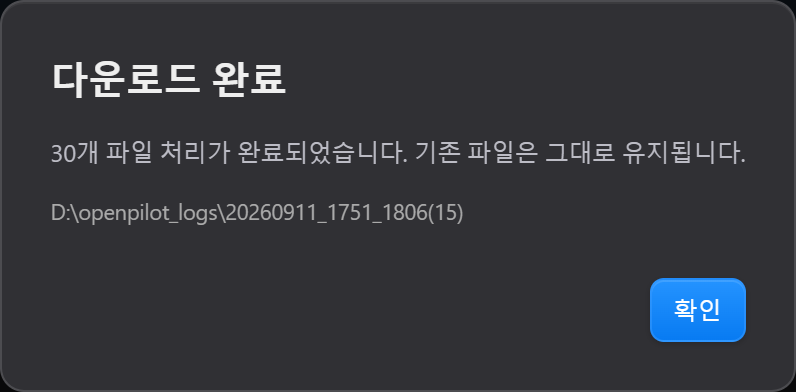 다운로드 완료
30개 파일 처리가 완료되었습니다. 기존 파일은 그대로 유지됩니다.
D:\openpilot_logs\20260911_1751_1806(15)
확인